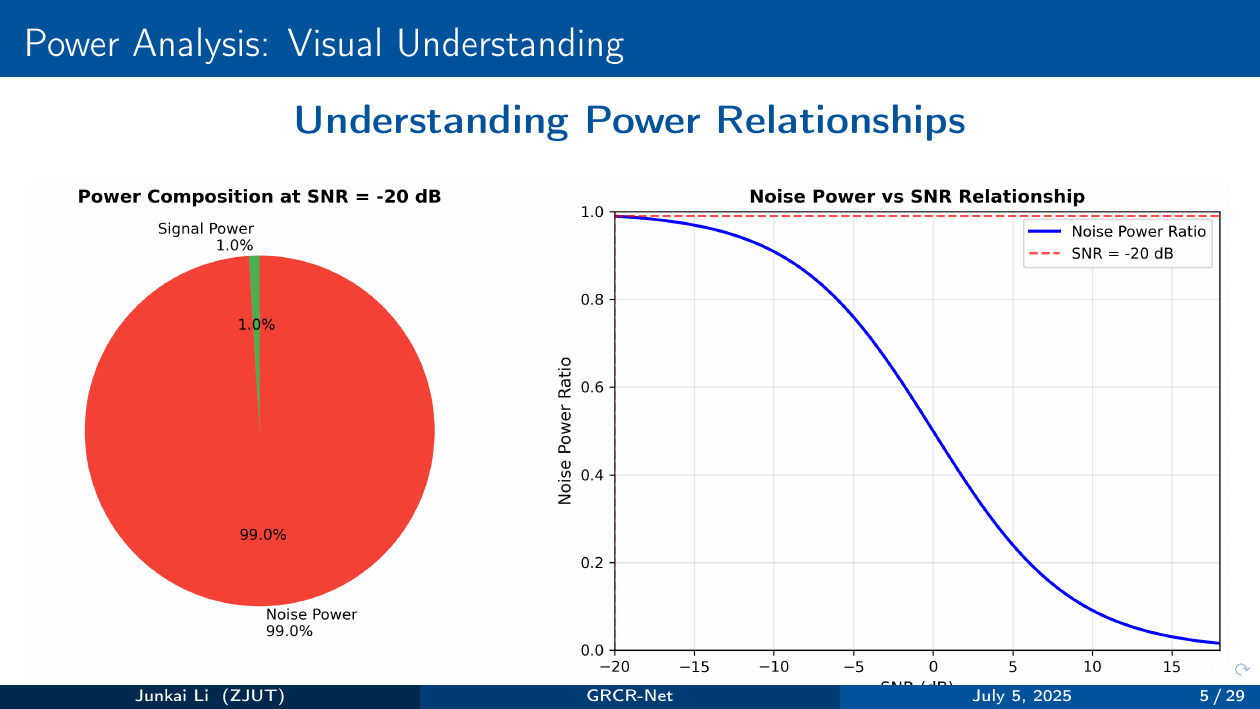 Power Analysis: Visual Understanding
Understanding Power Relationships
Power Composition at SNR = -20 dB
Signal Power
1.0%
1.0%
99.0%
Noise Power
99.0%
Noise Power vs SNR Relationship
Noise Power Ratio
SNR = -20 dB
Noise Power Ratio
1.0
0.8
0.6
0.4
0.2
0.0
−20 −15 −10 −5 0 5 10 15
SNR (dB)
Junkai Li (ZJUT) GRCR-Net July 5, 2025 5 / 29